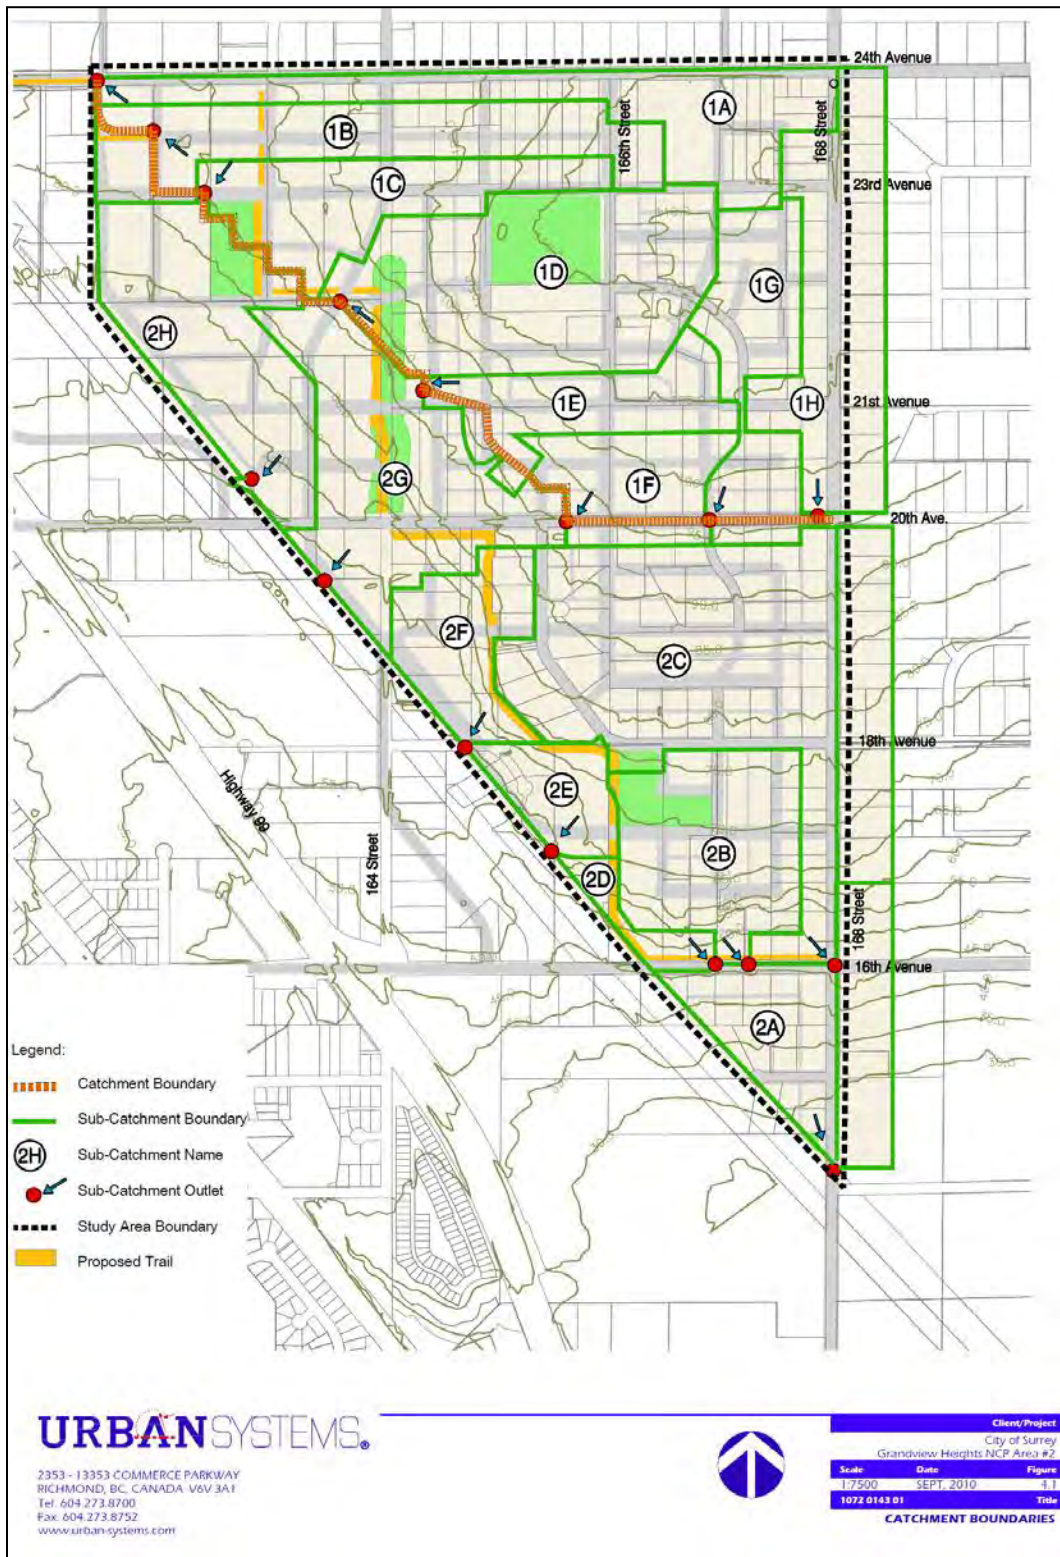 24th Avenue
1A
168 Street
166th Street
1B
1C
23rd Avenue
1D
1G
2H
1E
1H
21st Avenue
2G
1F
20th Ave.
2F
2C
18th Avenue
Highway 99
164 Street
2E
2B
2D
168 Street
16th Avenue
2A
Legend:
Catchment Boundary
Sub-Catchment Boundary
2H Sub-Catchment Name
Sub-Catchment Outlet
Study Area Boundary
Proposed Trail
URBAN SYSTEMS®
2353 - 13353 COMMERCE PARKWAY
RICHMOND, BC, CANADA V6V 3A1
Tel. 604.273.8700
Fax. 604.273.8752
www.urban-systems.com
Client/Project
City of Surrey
Grandview Heights NCP Area #2
Scale Date Figure
1:7500 SEPT, 2010 4.1
1072 0143 01 Title
CATCHMENT BOUNDARIES